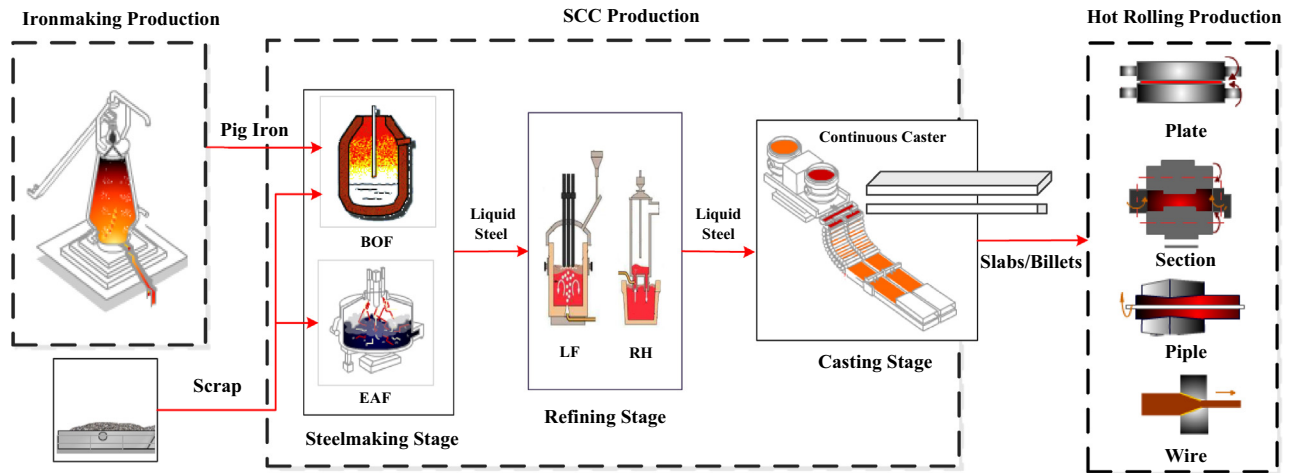 Ironmaking Production
SCC Production
Hot Rolling Production
Pig Iron
BOF
EAF
Scrap
Steelmaking Stage
Liquid
Steel
LF
RH
Refining Stage
Liquid
Steel
Continuous Caster
Casting Stage
Slabs/Billets
Plate
Section
Piple
Wire